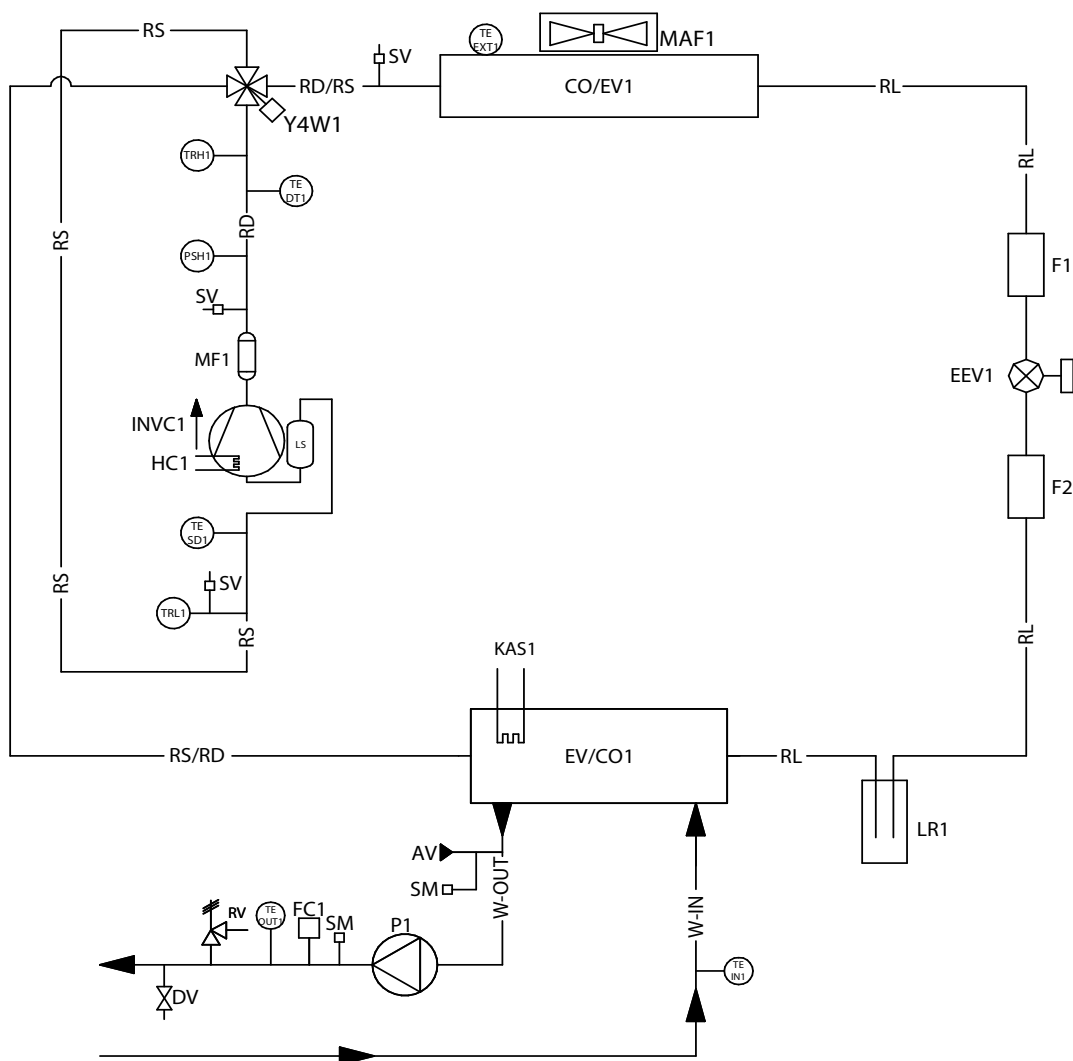 RS
MAF1
TE
EXT1
SV
RD/RS
CO/EV1
RL
Y4W1
TRH1
RL
TE
DT1
RD
RS
PSH1
F1
SV
MF1
EEV1
INVC1
LS
HC1
F2
TE
SD1
RS
SV
TRL1
RS
RL
KAS1
RS/RD
EV/CO1
RL
LR1
AV
SM
W-OUT
W-IN
RV
TE
OUT1
FC1
SM
P1
TE
IN1
DV